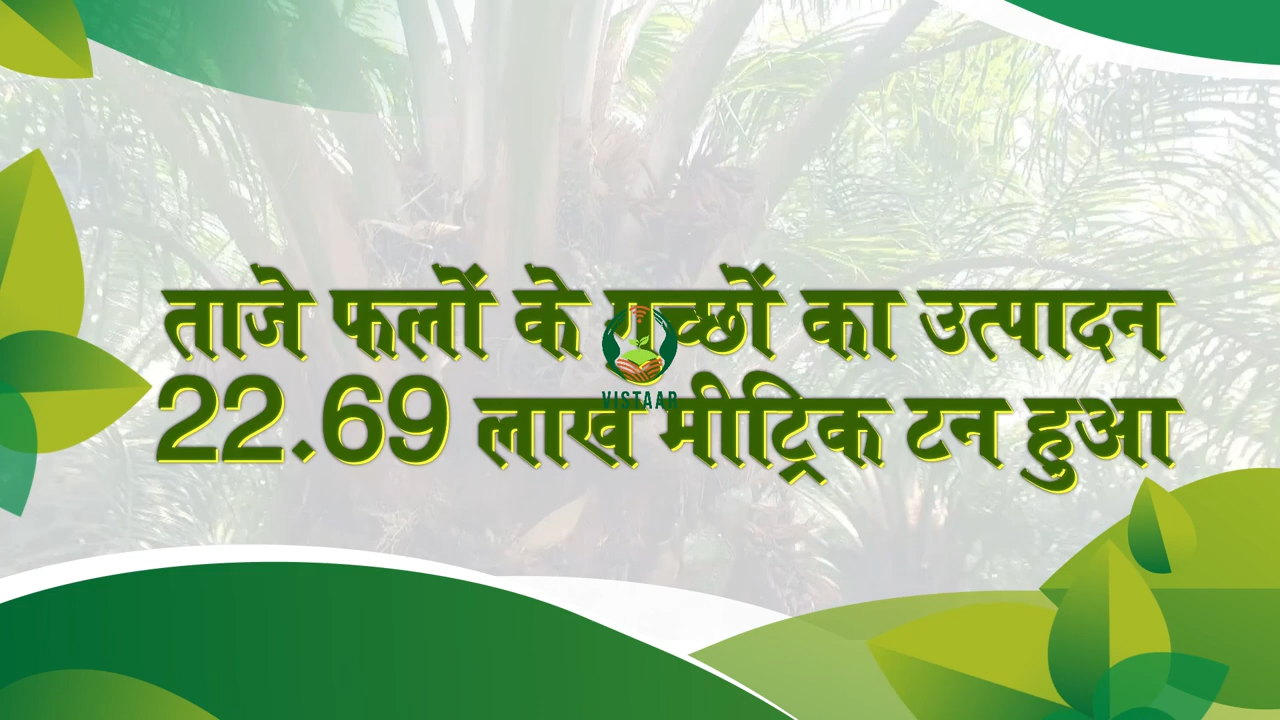 ताजे फलों के गुच्छों का उत्पादन
22.69 लाख मीट्रिक टन हुआ
VISTAAR